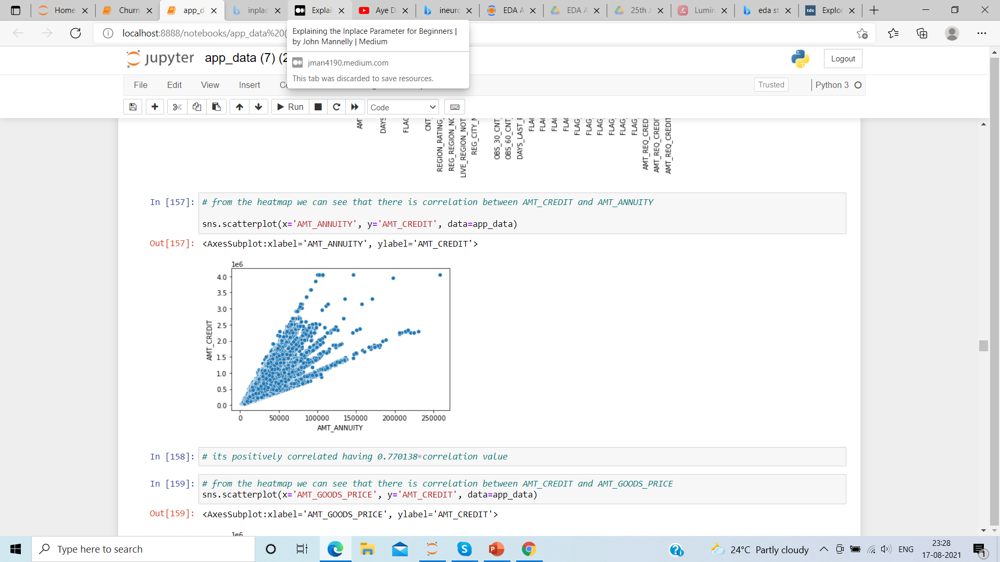 Home
Churn
app_d
inplac
Explai
Aye D
ineurc
EDA A
EDA A
25th J
Lumin
eda st
tds Explor
localhost:8888/notebooks/app_data%20(
Explaining the Inplace Parameter for Beginners |
by John Mannelly | Medium
jman4190.medium.com
This tab was discarded to save resources.
jupyter app_data (7) (2
Logout
File Edit View Insert
Trusted Python 3
Run Code
AMT
DAYS
FLAG
CNT
REGION_RATING_
REG_REGION_NO
LIVE_REGION_NOT
REG_CITY_N
OBS_30_CNT
OBS_60_CNT
DAYS_LAST_
FLAG
FLA
FLA
FLAG
FLAG
FLAG
FLAG
FLAG
FLAG
FLAG
AMT_REQ_CRED
AMT_REQ_CREDI
AMT_REQ_CREDIT
In [157]: # from the heatmap we can see that there is correlation between AMT_CREDIT and AMT_ANNUITY
sns.scatterplot(x='AMT_ANNUITY', y='AMT_CREDIT', data=app_data)
Out[157]: <AxesSubplot:xlabel='AMT_ANNUITY', ylabel='AMT_CREDIT'>
1e6
4.0
3.5
3.0
2.5
2.0
1.5
1.0
0.5
0.0
AMT_CREDIT
0 50000 100000 150000 200000 250000
AMT_ANNUITY
In [158]: # its positively correlated having 0.770138 correlation value
In [159]: # from the heatmap we can see that there is correlation between AMT_CREDIT and AMT_GOODS_PRICE
sns.scatterplot(x='AMT_GOODS_PRICE', y='AMT_CREDIT', data=app_data)
Out[159]: <AxesSubplot:xlabel='AMT_GOODS_PRICE', ylabel='AMT_CREDIT'>
1e6
Type here to search
24°C Partly cloudy
ENG
23:28
17-08-2021
1